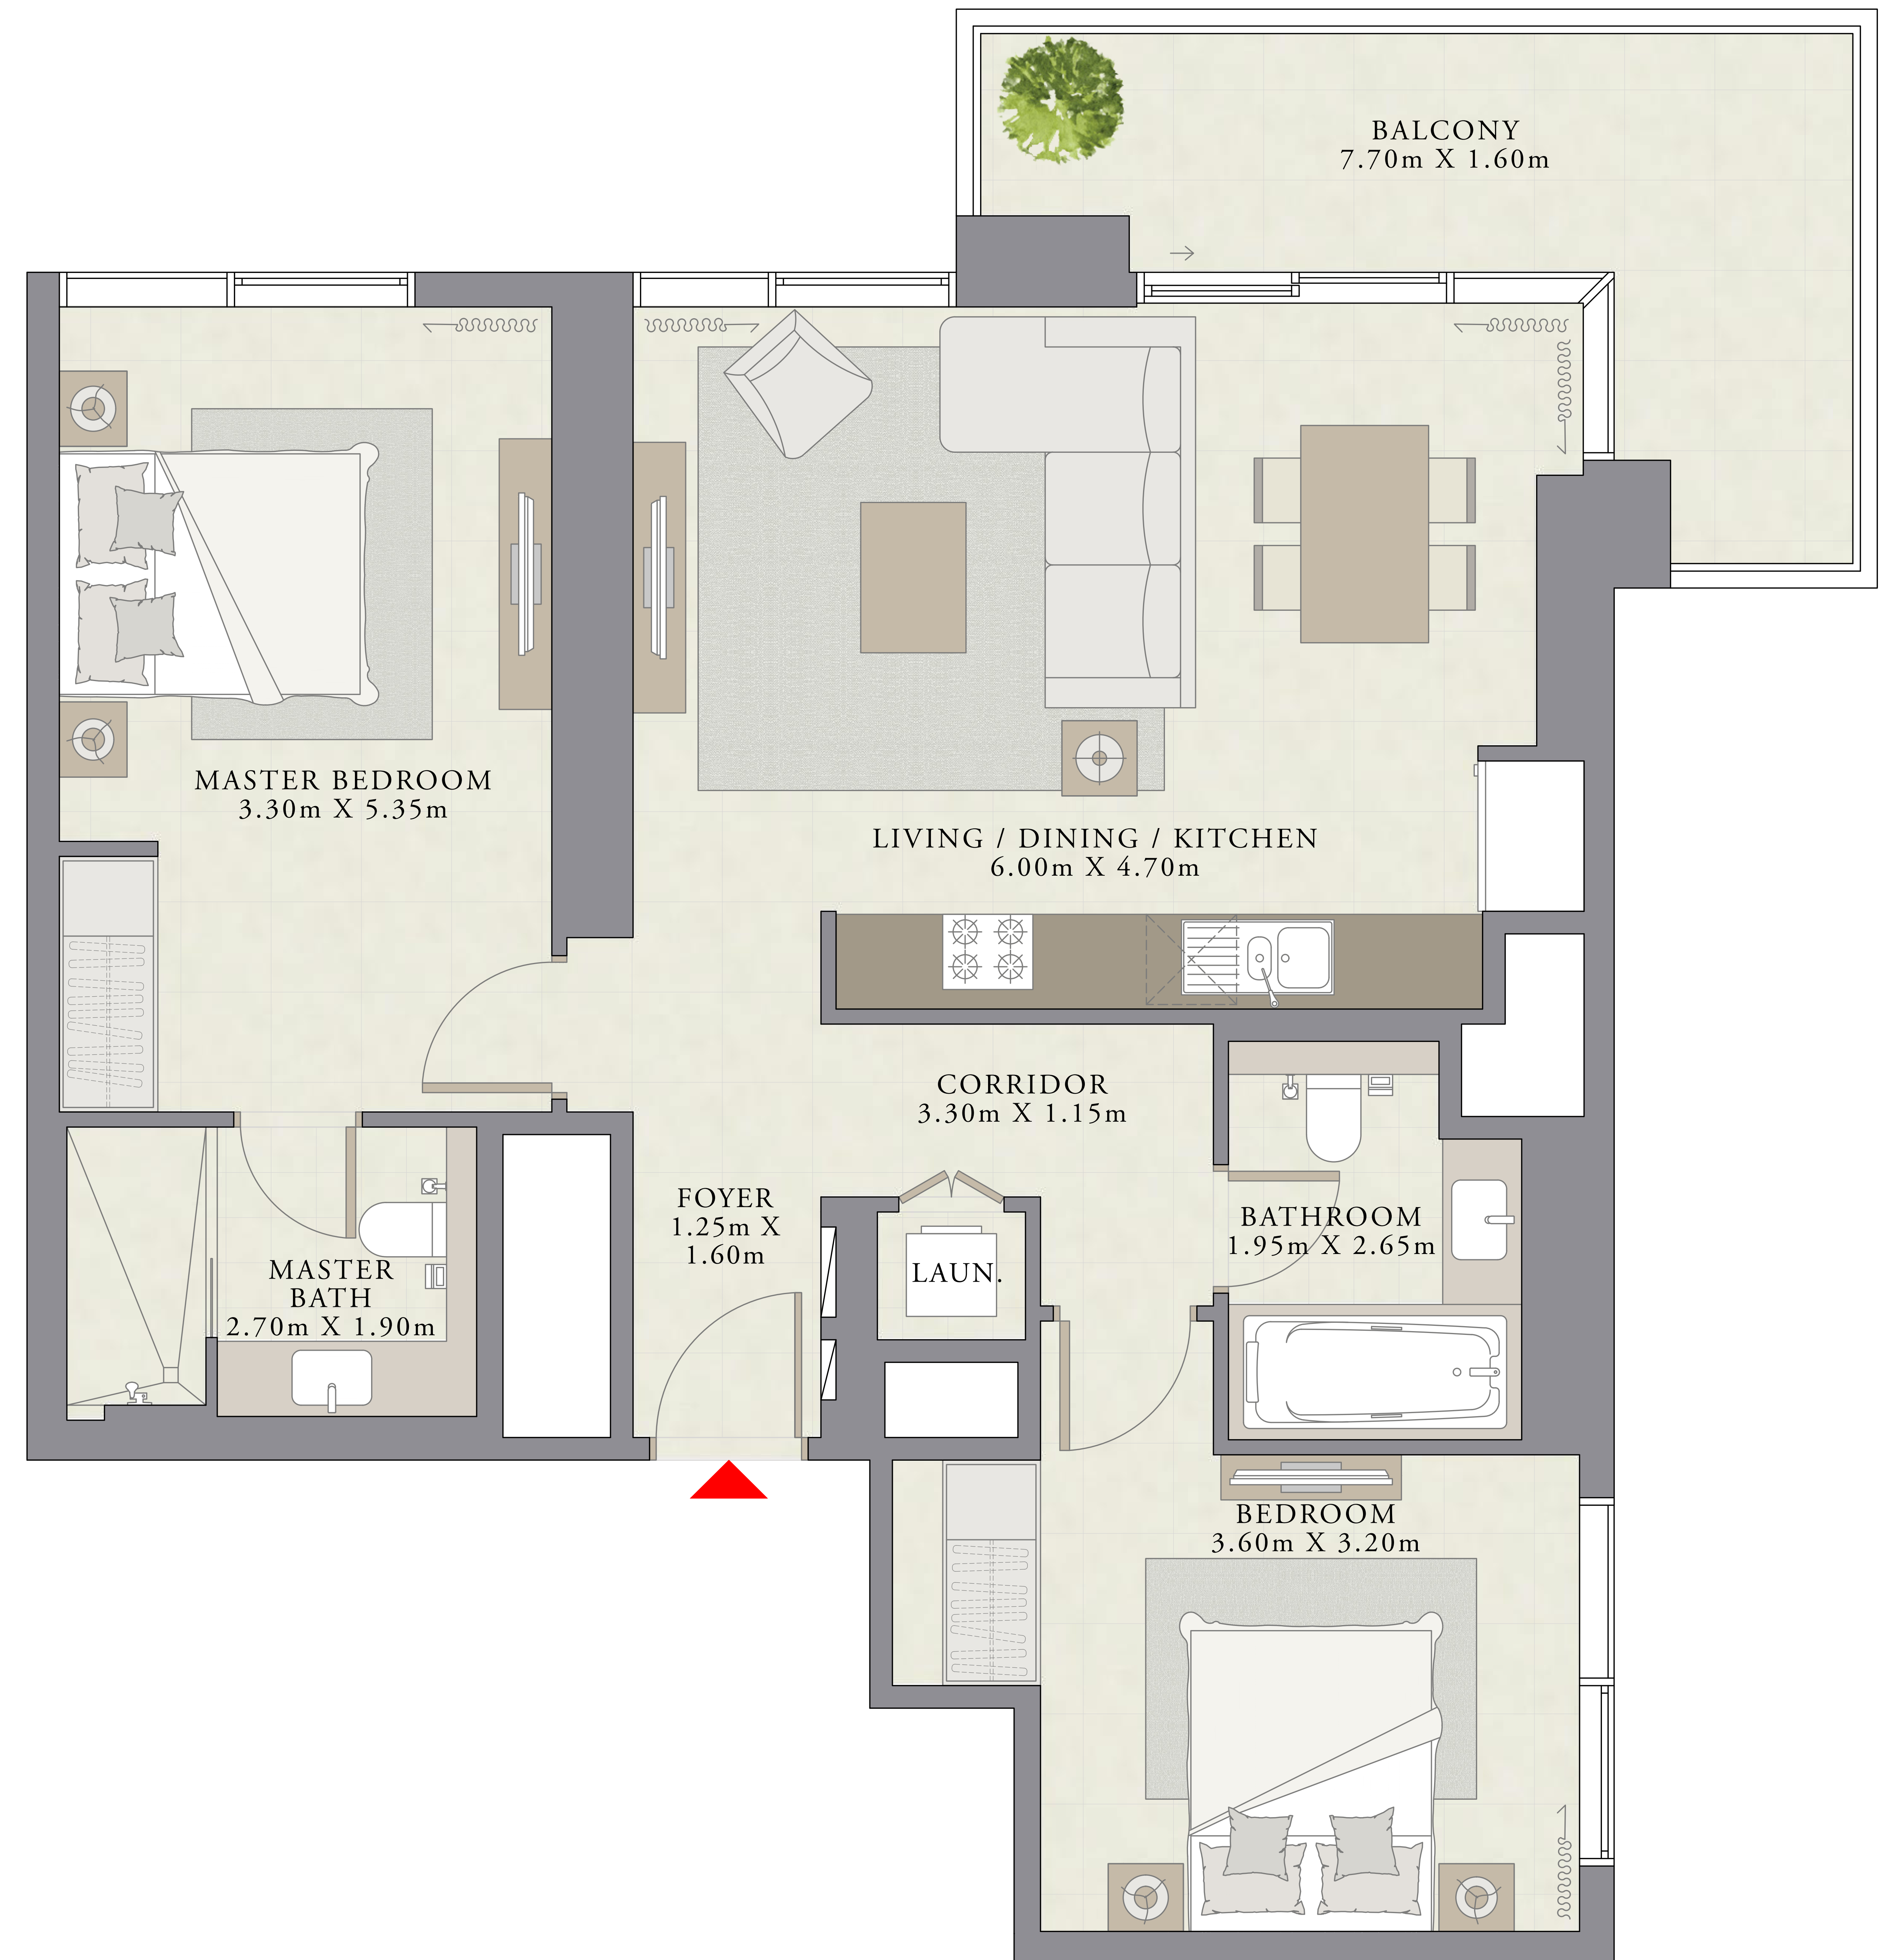 BALCONY
7.70m X 1.60m
MASTER BEDROOM
3.30m X 5.35m
LIVING / DINING / KITCHEN
6.00m X 4.70m
CORRIDOR
3.30m X 1.15m
FOYER
1.25m X
1.60m
BATHROOM
1.95m X 2.65m
LAUN.
MASTER
BATH
2.70m X 1.90m
BEDROOM
3.60m X 3.20m